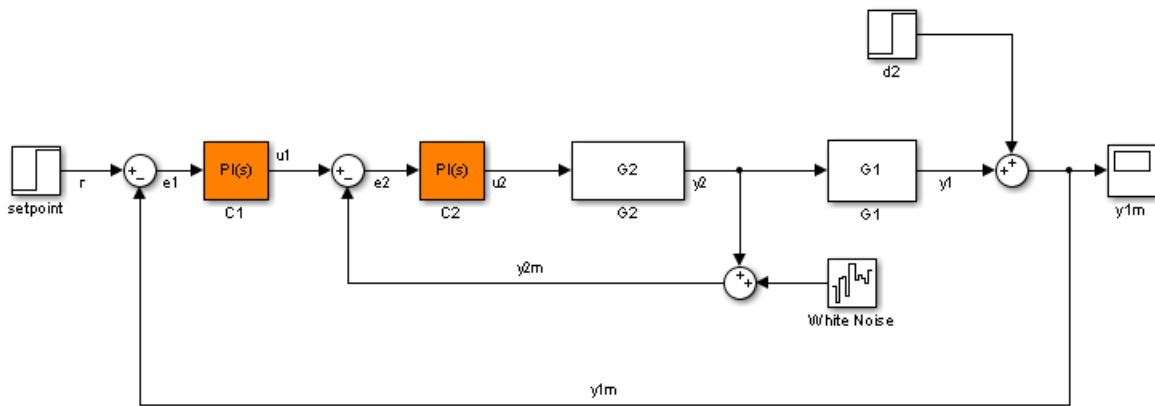 d2
setpoint
r
+
−
e1
PI(s)
C1
u1
+
−
e2
PI(s)
C2
u2
G2
G2
y2
G1
G1
y1
+
+
y1m
y2m
+
+
White Noise
y1m